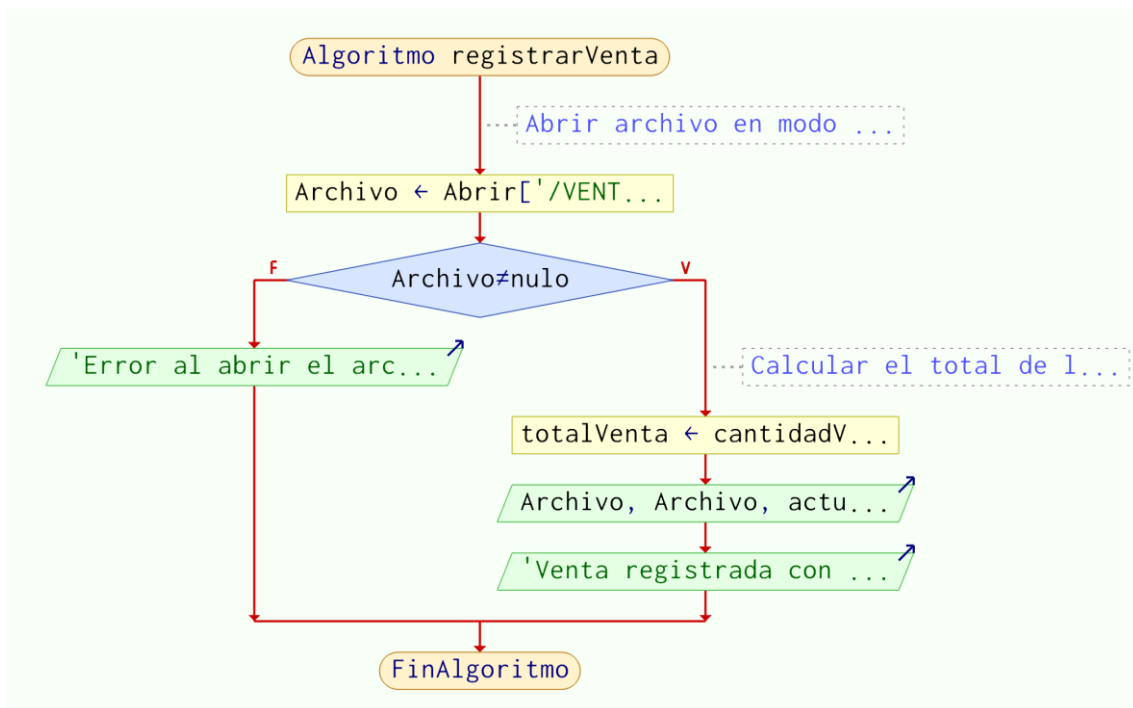 Algoritmo registrarVenta
Abrir archivo en modo ...
Archivo ← Abrir['/VENT...
Archivo≠nulo
F
V
'Error al abrir el arc...
Calcular el total de l...
totalVenta ← cantidadV...
Archivo, Archivo, actu...
'Venta registrada con ...
FinAlgoritmo